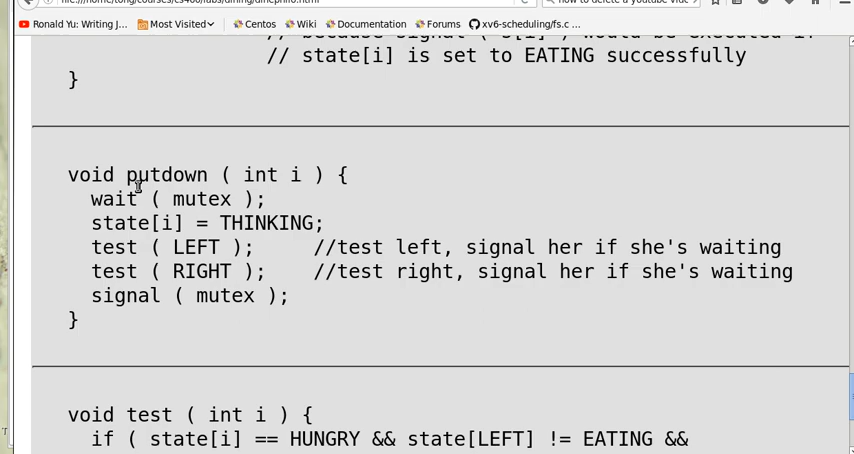 Ronald Yu: Writing J... Most Visited Centos Wiki Documentation Forums xv6-scheduling/fs.c ...
// state[i] is set to EATING successfully
}
void putdown ( int i ) {
wait ( mutex );
state[i] = THINKING;
test ( LEFT ); //test left, signal her if she's waiting
test ( RIGHT ); //test right, signal her if she's waiting
signal ( mutex );
}
void test ( int i ) {
if ( state[i] == HUNGRY && state[LEFT] != EATING &&